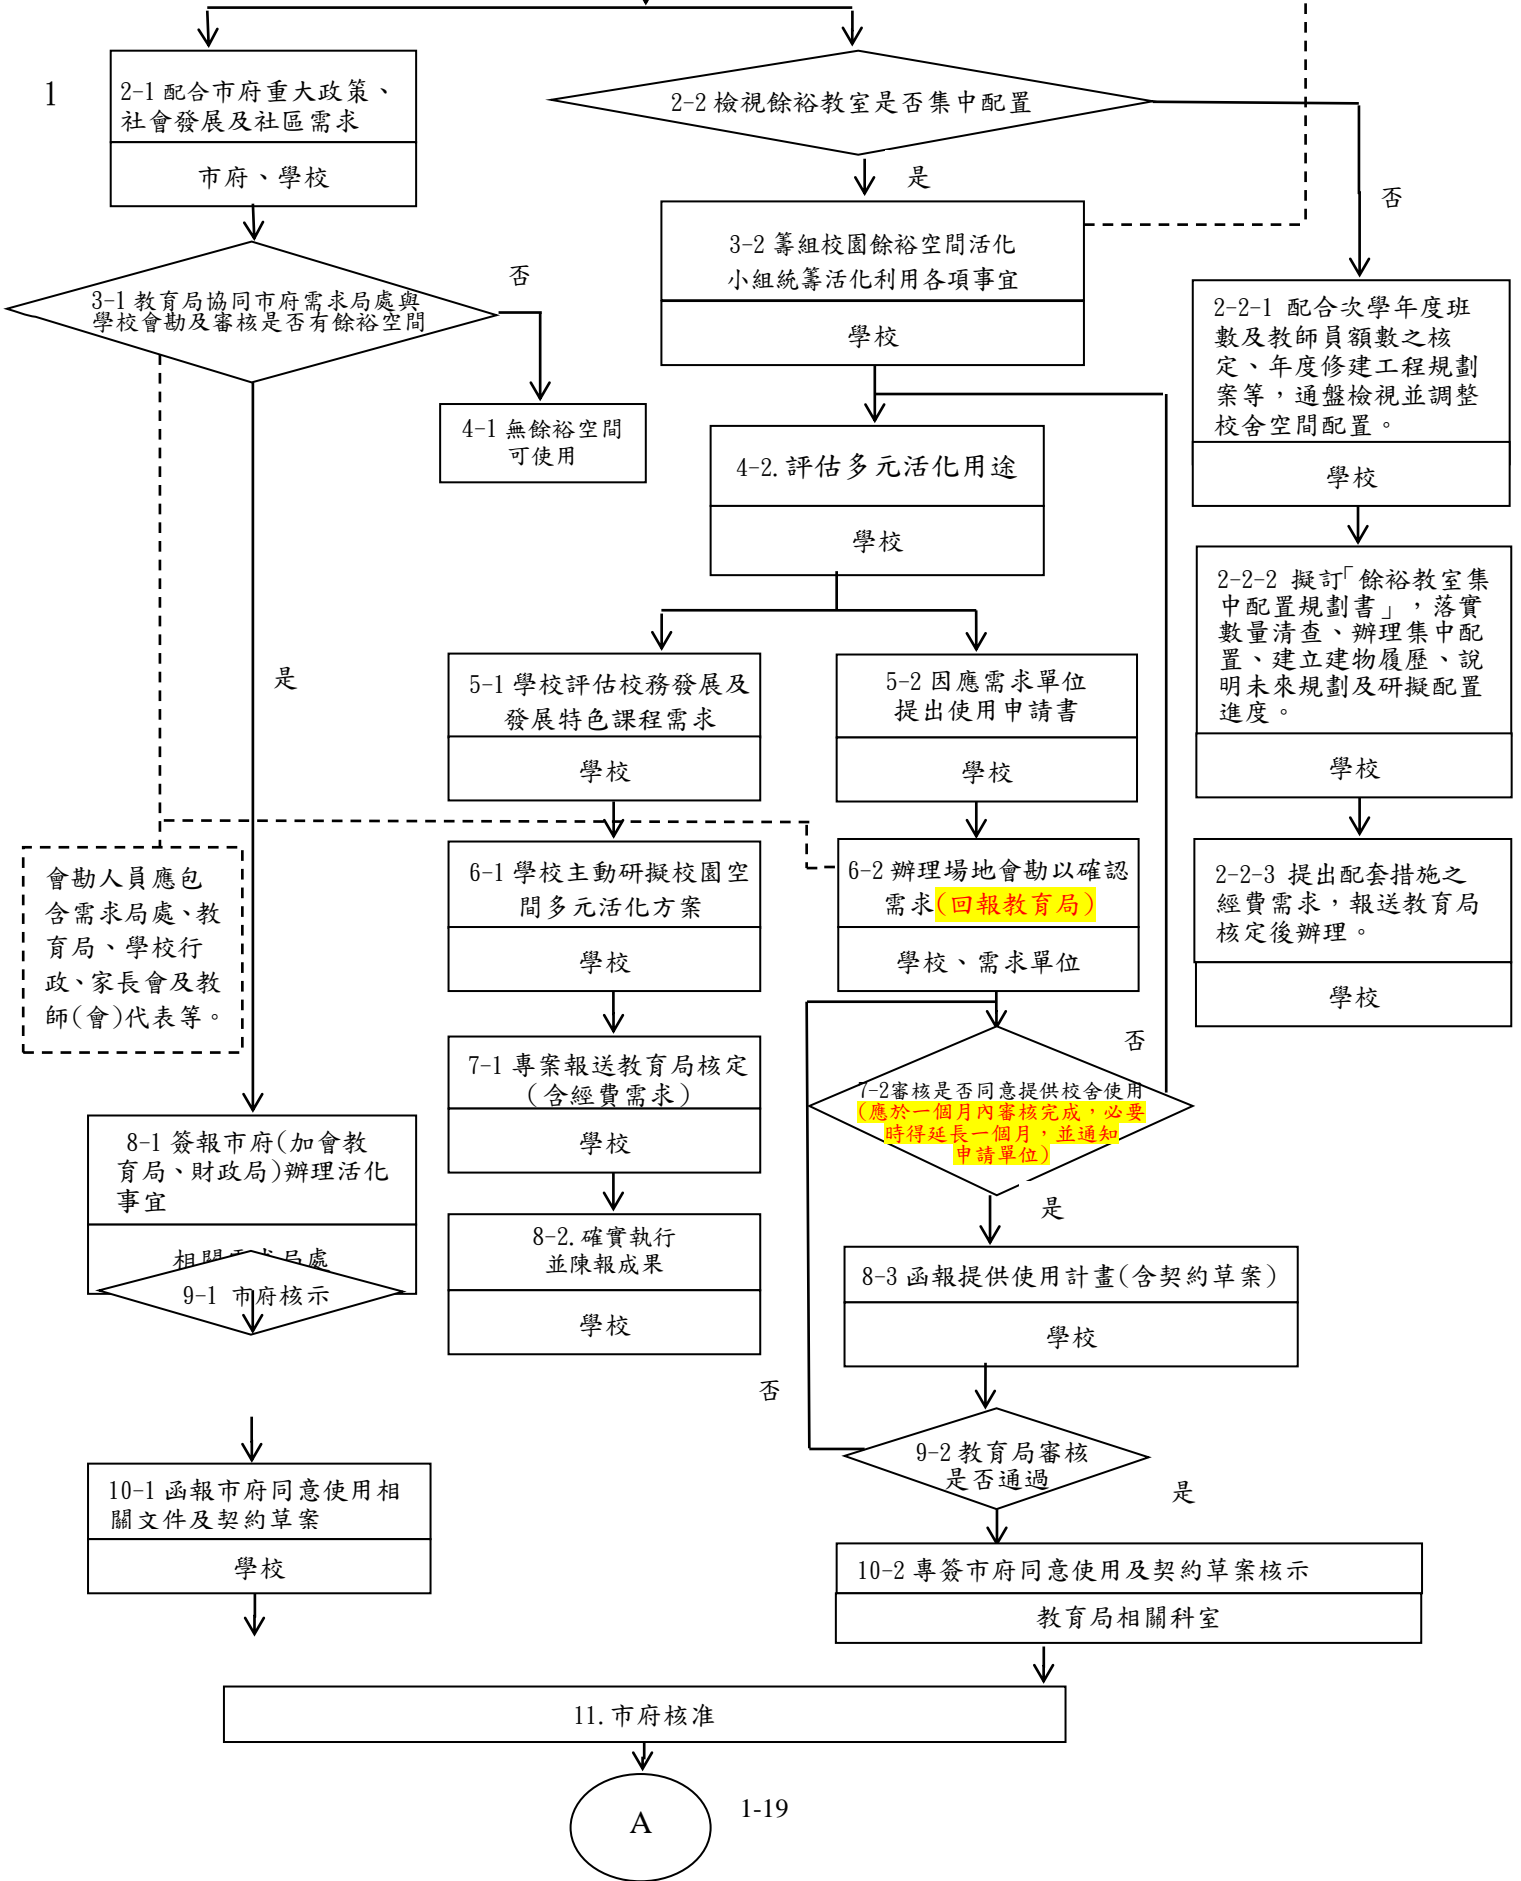 1
2-1 配合市府重大政策、
社會發展及社區需求
市府、學校
2-2 檢視餘裕教室是否集中配置
是
否
3-1 教育局協同市府需求局處與
學校會勘及審核是否有餘裕空間
否
是
3-2 籌組校園餘裕空間活化
小組統籌活化利用各項事宜
學校
2-2-1 配合次學年度班
數及教師員額數之核
定、年度修建工程規劃
案等，通盤檢視並調整
校舍空間配置。
學校
4-1 無餘裕空間
可使用
4-2.評估多元活化用途
學校
2-2-2 擬訂「餘裕教室集
中配置規劃書」，落實
數量清查、辦理集中配
置、建立建物履歷、說
明未來規劃及研擬配置
進度。
學校
5-1 學校評估校務發展及
發展特色課程需求
學校
5-2 因應需求單位
提出使用申請書
學校
會勘人員應包
含需求局處、教
育局、學校行
政、家長會及教
師(會)代表等。
6-1 學校主動研擬校園空
間多元活化方案
學校
6-2 辦理場地會勘以確認
需求(回報教育局)
學校、需求單位
2-2-3 提出配套措施之
經費需求，報送教育局
核定後辦理。
學校
7-1 專案報送教育局核定
(含經費需求)
學校
否
7-2審核是否同意提供校舍使用
(應於一個月內審核完成，必要
時得延長一個月，並通知
申請單位)
是
8-1 簽報市府(加會教
育局、財政局)辦理活化
事宜
相關需求局處
9-1 市府核示
8-2.確實執行
並陳報成果
學校
8-3 函報提供使用計畫(含契約草案)
學校
否
9-2 教育局審核
是否通過
是
10-1 函報市府同意使用相
關文件及契約草案
學校
10-2 專簽市府同意使用及契約草案核示
教育局相關科室
11.市府核准
A
1-19